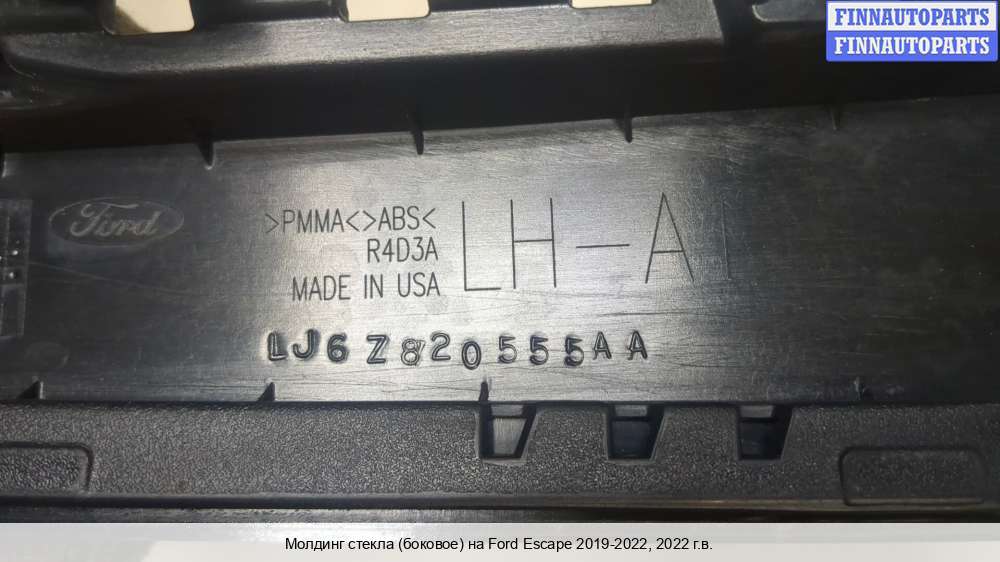 FINNAUTOPARTS
FINNAUTOPARTS
Ford
>PMMA<>ABS<
R4D3A
MADE IN USA
LH-A
LJ6Z820555AA
Молдинг стекла (боковое) на Ford Escape 2019-2022, 2022 г.в.